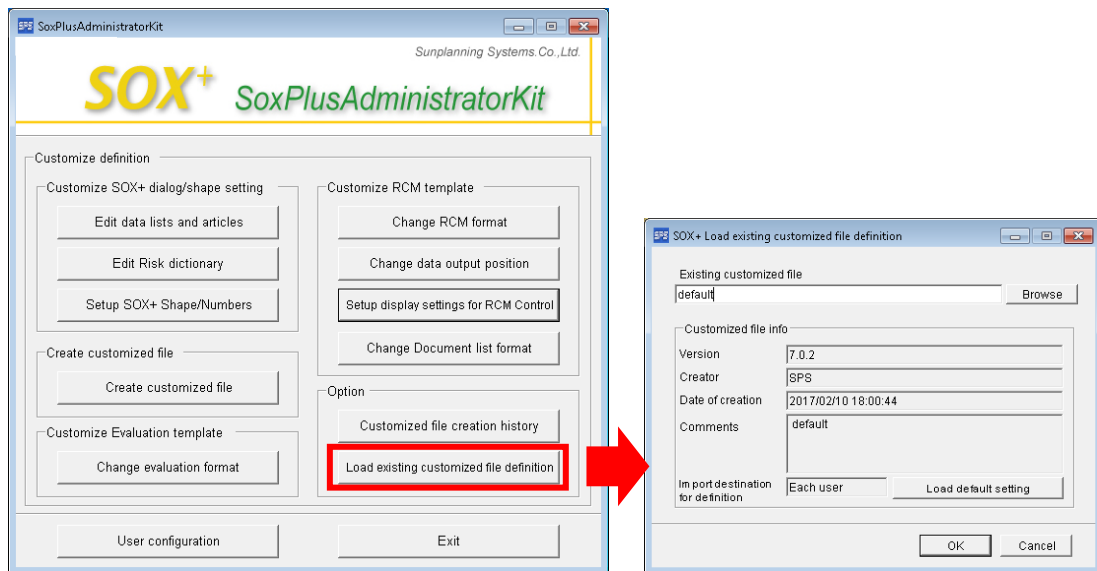 SPS SoxPlusAdministratorKit
Sunplanning Systems.Co.,Ltd.
SOX+ SoxPlusAdministratorKit
Customize definition
Customize SOX+ dialog/shape setting
Edit data lists and articles
Edit Risk dictionary
Setup SOX+ Shape/Numbers
Create customized file
Create customized file
Customize Evaluation template
Change evaluation format
Customize RCM template
Change RCM format
Change data output position
Setup display settings for RCM Control
Change Document list format
Option
Customized file creation history
Load existing customized file definition
User configuration
Exit
SPS SOX+ Load existing customized file definition
Existing customized file
default
Browse
Customized file info
Version 7.0.2
Creator SPS
Date of creation 2017/02/10 18:00:44
Comments default
Import destination
for definition
Each user
Load default setting
OK Cancel